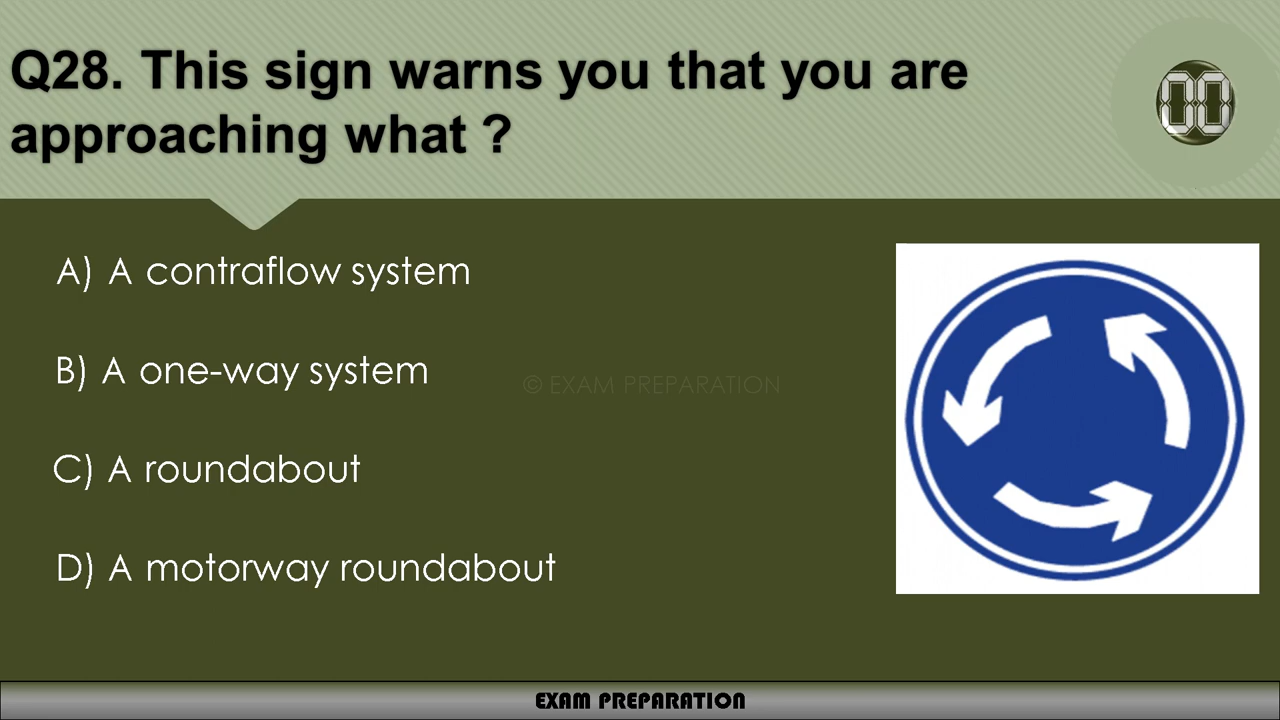 Q28. This sign warns you that you are
approaching what ?
00
A) A contraflow system
B) A one-way system
© EXAM PREPARATION
C) A roundabout
D) A motorway roundabout
EXAM PREPARATION